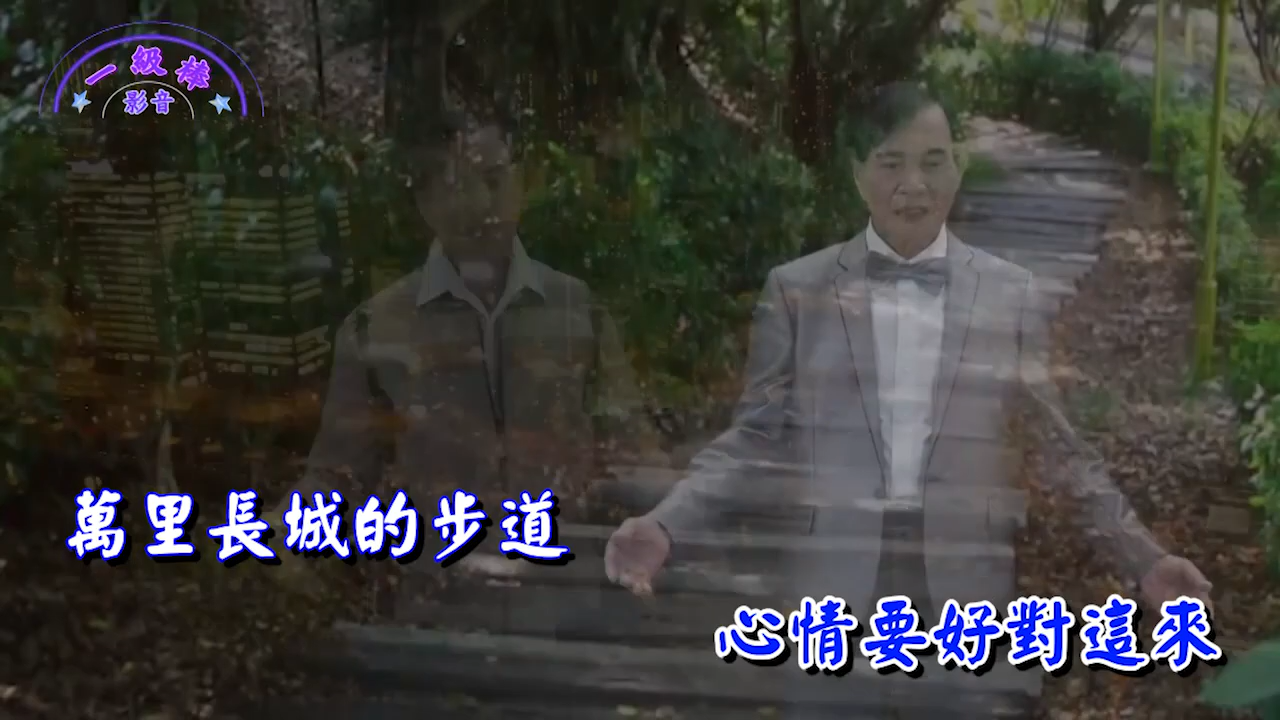 一級棒
影音
萬里長城的步道
心情要好對這來